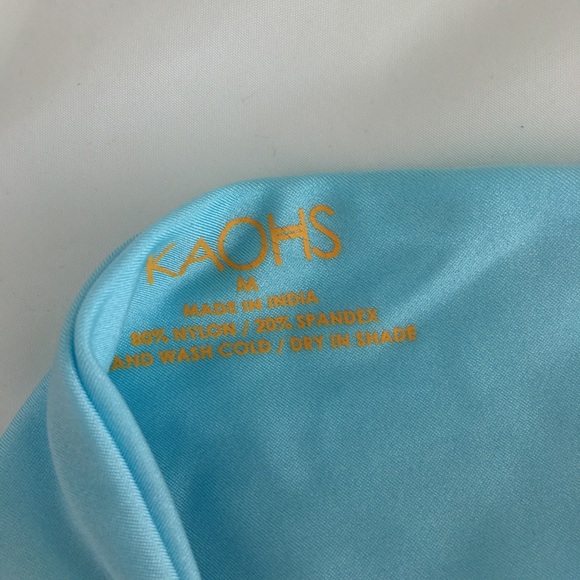 KAOHS
M
MADE IN INDIA
80% NYLON / 20% SPANDEX
AND WASH COLD / DRY IN SHADE